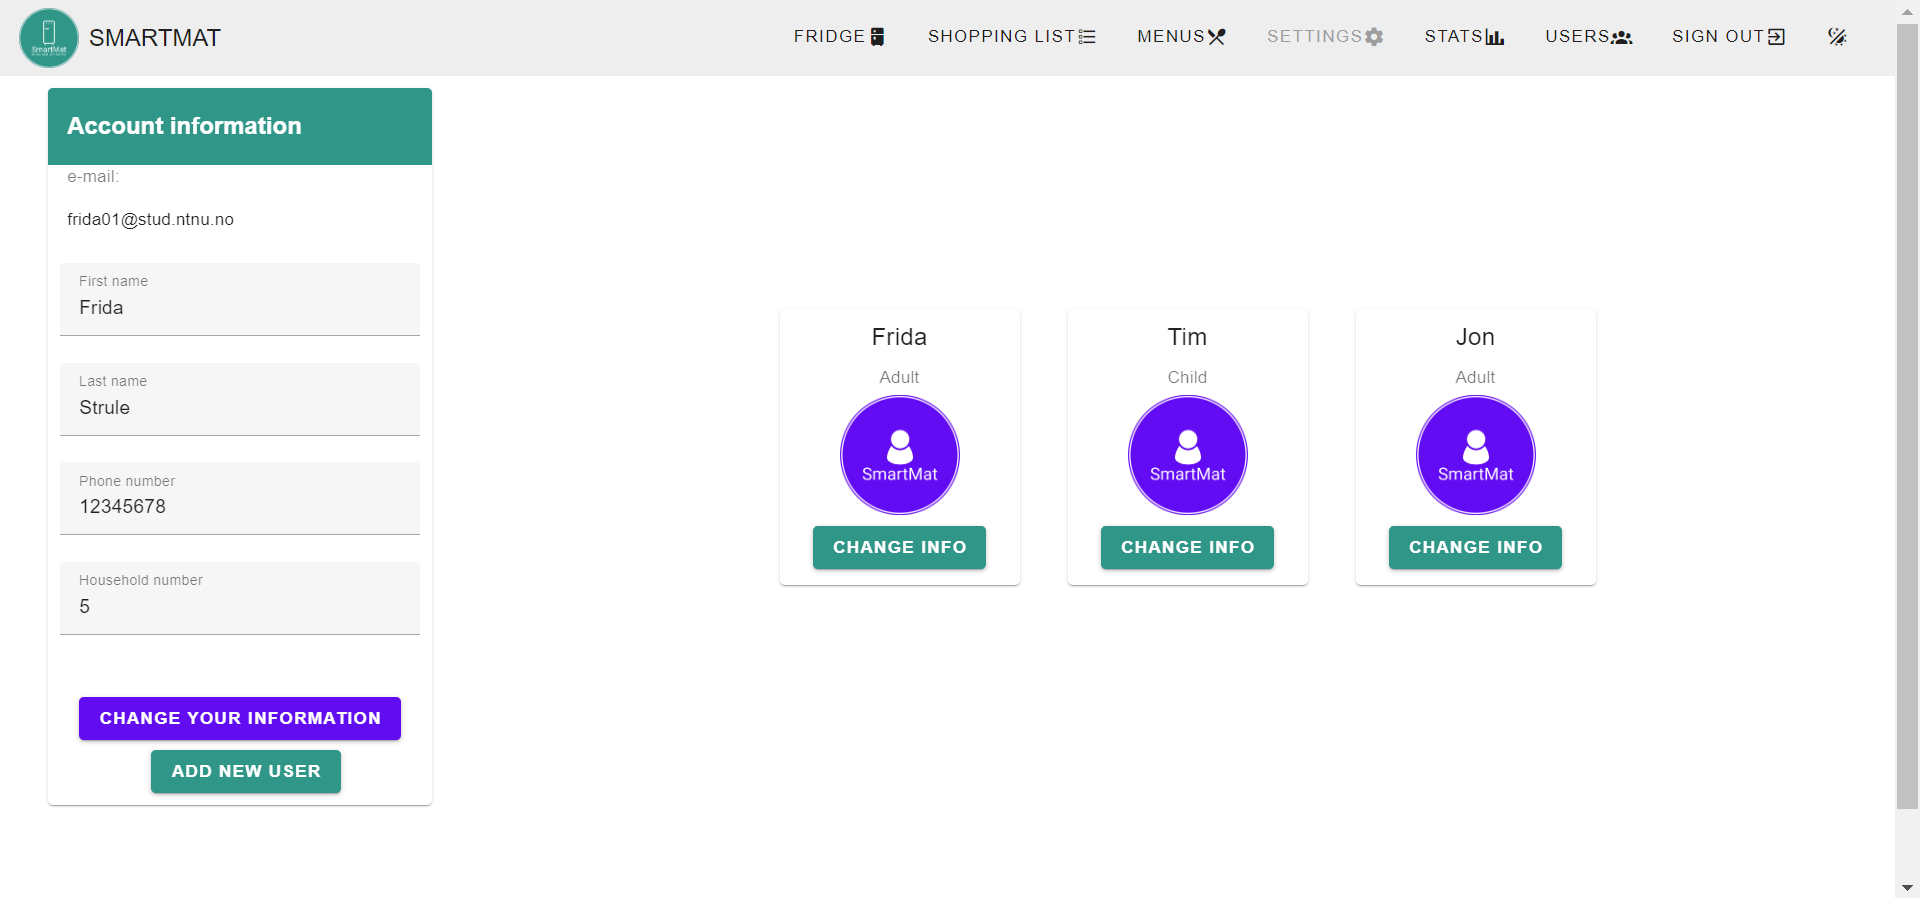 SmartMat
SMARTMAT
FRIDGE
SHOPPING LIST
MENUS
SETTINGS
STATS
USERS
SIGN OUT
Account information
e-mail:
frida01@stud.ntnu.no
First name
Frida
Last name
Strule
Phone number
12345678
Household number
5
CHANGE YOUR INFORMATION
ADD NEW USER
Frida
Adult
SmartMat
CHANGE INFO
Tim
Child
SmartMat
CHANGE INFO
Jon
Adult
SmartMat
CHANGE INFO